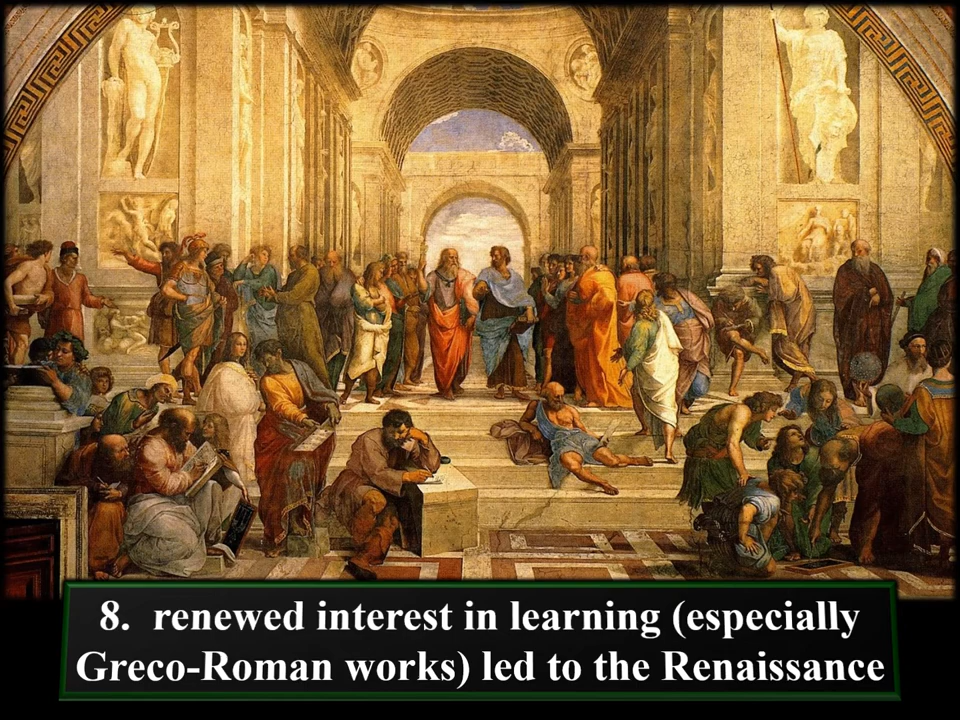 8. renewed interest in learning (especially
Greco-Roman works) led to the Renaissance